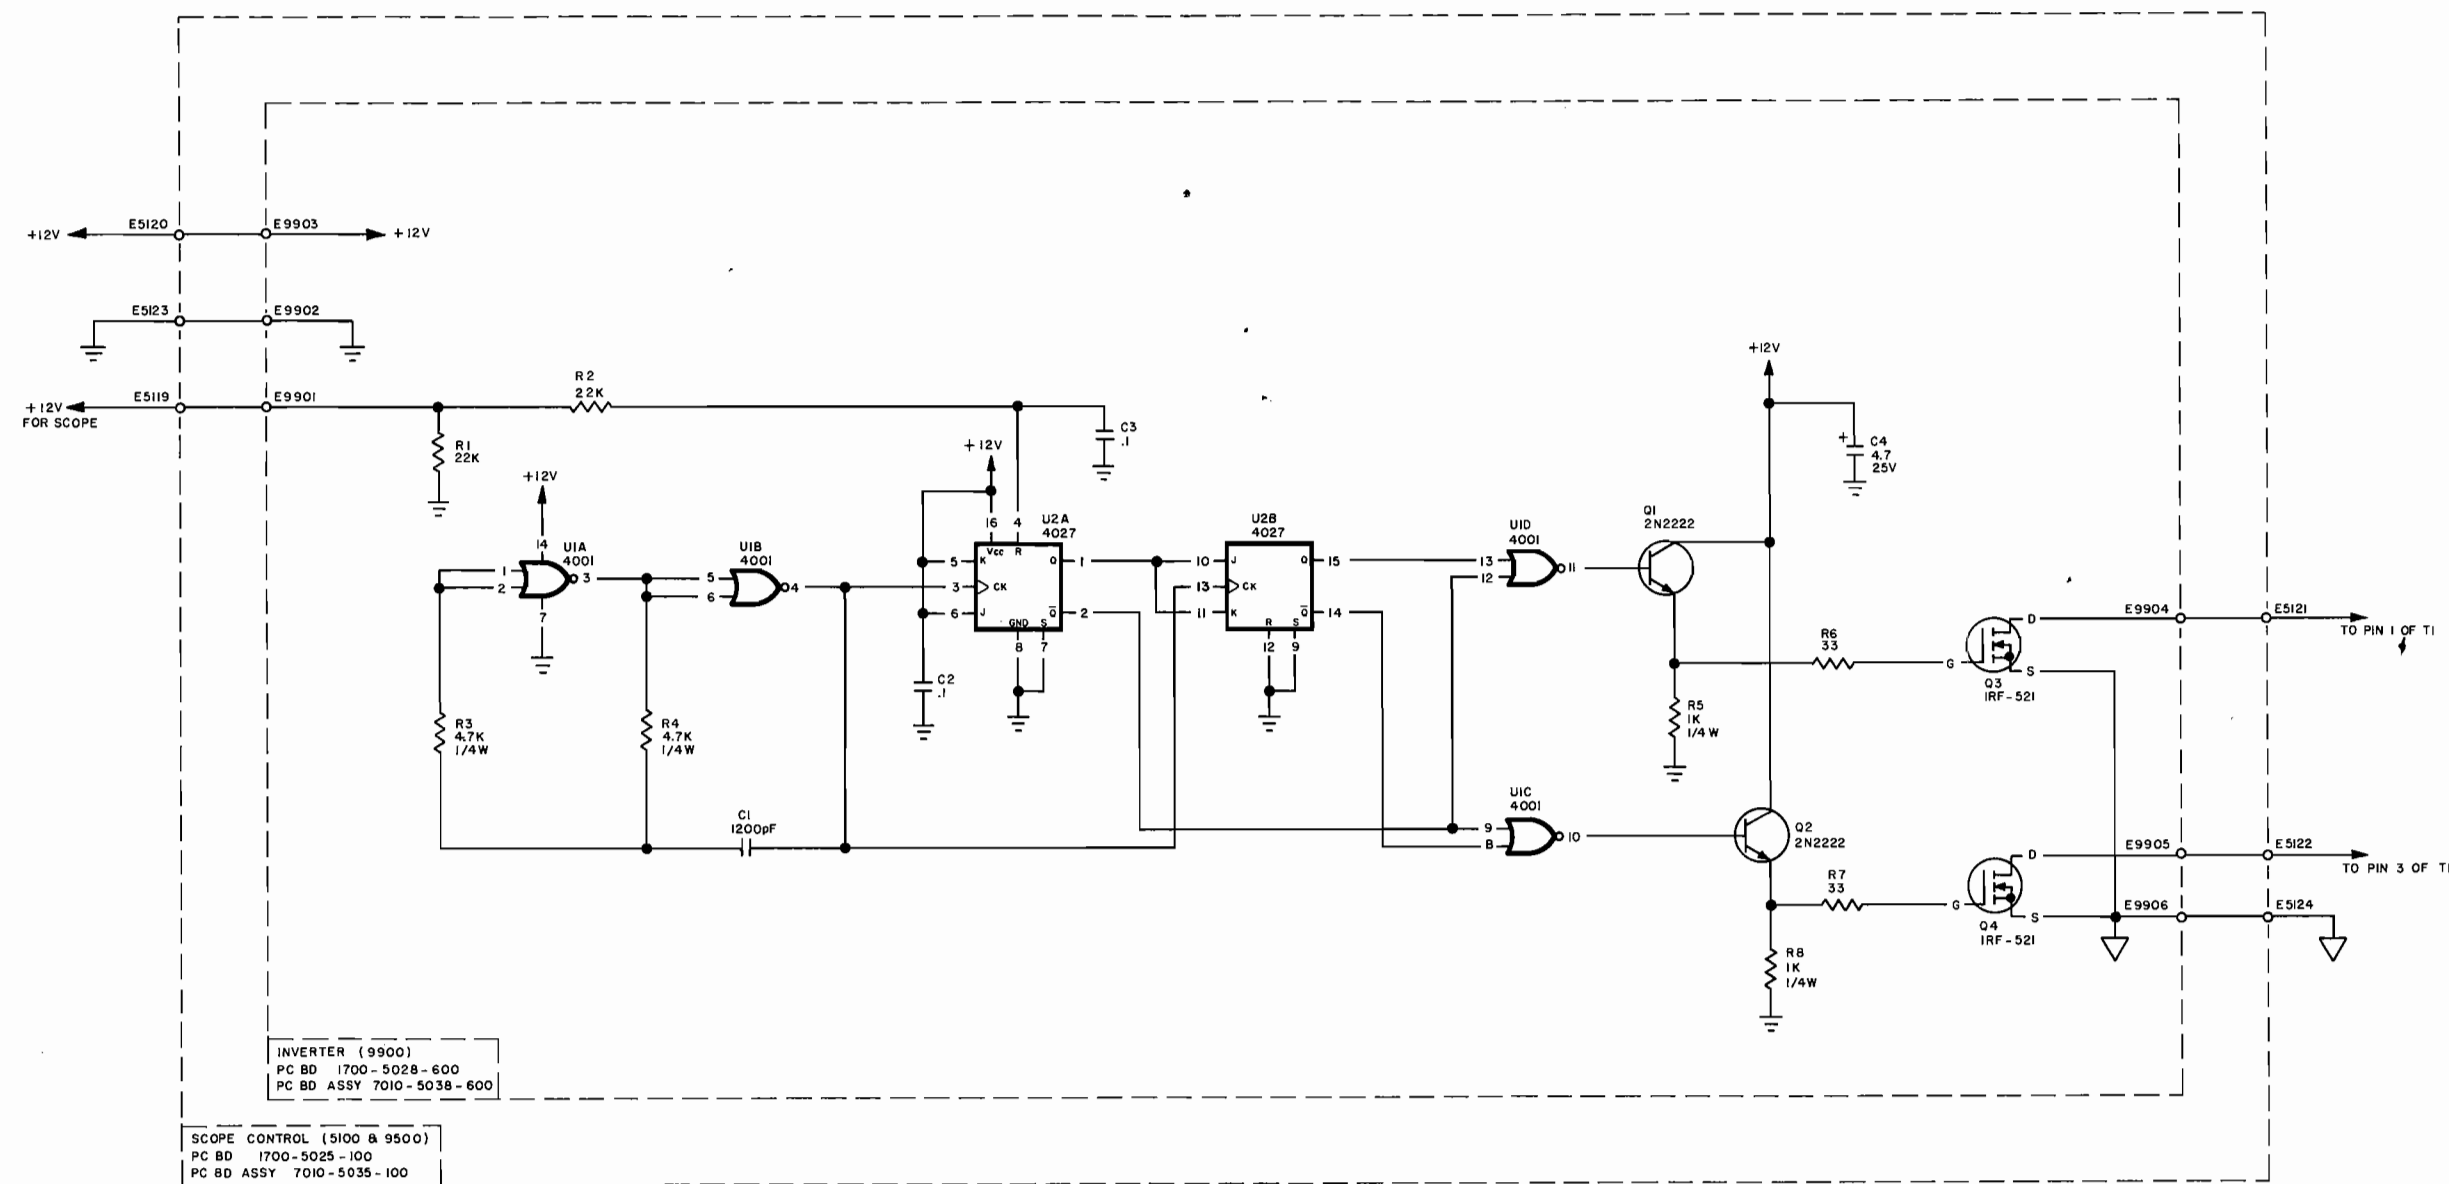 +12V
E5120
E9903
+12V
E5123
E9902
+12V
FOR SCOPE
E5119
E9901
R2
22K
R1
22K
C3
.1
+12V
14
U1A
4001
1
2
3
7
U1B
4001
5
6
4
+12V
16
4
U2A
4027
Vcc
R
5
K
Q
1
3
CK
6
J
Q
2
GND
S
8
7
C2
.1
U2B
4027
10
J
Q
15
13
CK
11
K
Q
14
R
S
12
9
R3
4.7K
1/4W
R4
4.7K
1/4W
C1
1200pF
U1D
4001
13
12
11
U1C
4001
9
8
10
+12V
+
C4
4.7
25V
Q1
2N2222
R5
1K
1/4W
R6
33
G
D
S
Q3
IRF-521
E9904
E5121
TO PIN 1 OF T1
Q2
2N2222
R7
33
R8
1K
1/4W
G
D
S
Q4
IRF-521
E9905
E5122
TO PIN 3 OF T1
E9906
E5124
INVERTER (9900)
PC BD 1700-5028-600
PC BD ASSY 7010-5038-600
SCOPE CONTROL (5100 & 9500)
PC BD 1700-5025-100
PC BD ASSY 7010-5035-100